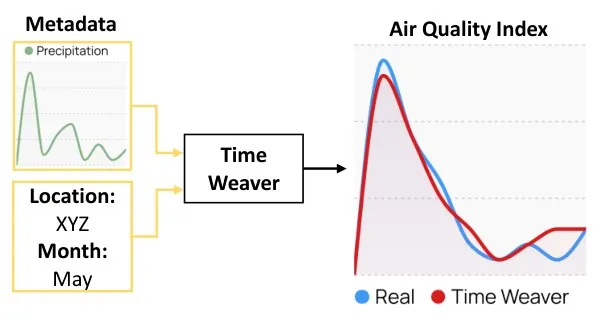 Metadata
Precipitation
Location:
XYZ
Month:
May
Time
Weaver
Air Quality Index
Real
Time Weaver